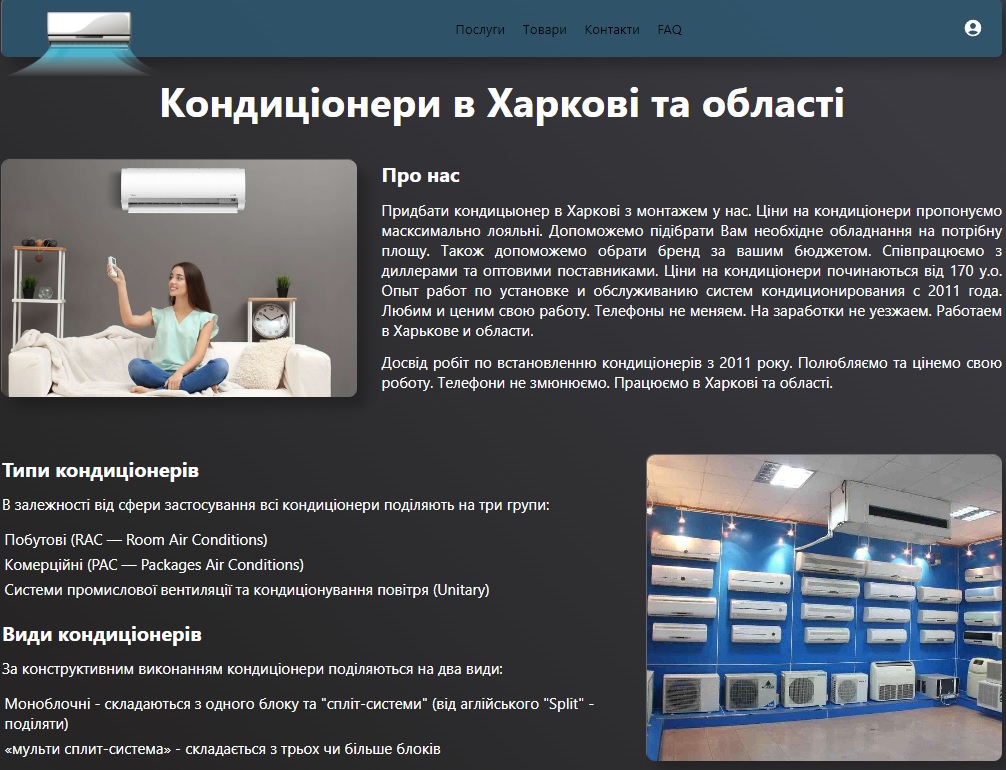 Послуги Товари Контакти FAQ
Кондиціонери в Харкові та області
Про нас
Придбати кондицыонер в Харкові з монтажем у нас. Ціни на кондиціонери пропонуємо
масксимально лояльні. Допоможемо підібрати Вам необхідне обладнання на потрібну
площу. Також допоможемо обрати бренд за вашим бюджетом. Співпрацюємо з
диллерами та оптовими поставниками. Ціни на кондиціонери починаються від 170 у.о.
Опыт работ по установке и обслуживанию систем кондиционирования с 2011 года.
Любим и ценим свою работу. Телефоны не меняем. На заработки не уезжаем. Работаем
в Харькове и области.
Досвід робіт по встановленню кондиціонерів з 2011 року. Полюбляємо та цінемо свою
роботу. Телефони не змюнюємо. Працюємо в Харкові та області.
Типи кондиціонерів
В залежності від сфери застосування всі кондиціонери поділяють на три групи:
Побутові (RAC — Room Air Conditions)
Комерційні (PAC — Packages Air Conditions)
Системи промислової вентиляції та кондиціонування повітря (Unitary)
Види кондиціонерів
За конструктивним виконанням кондиціонери поділяються на два види:
Моноблочні - складаються з одного блоку та "спліт-системи" (від аглійського "Split" -
поділяти)
«мульти сплит-система» - складається з трьох чи більше блоків